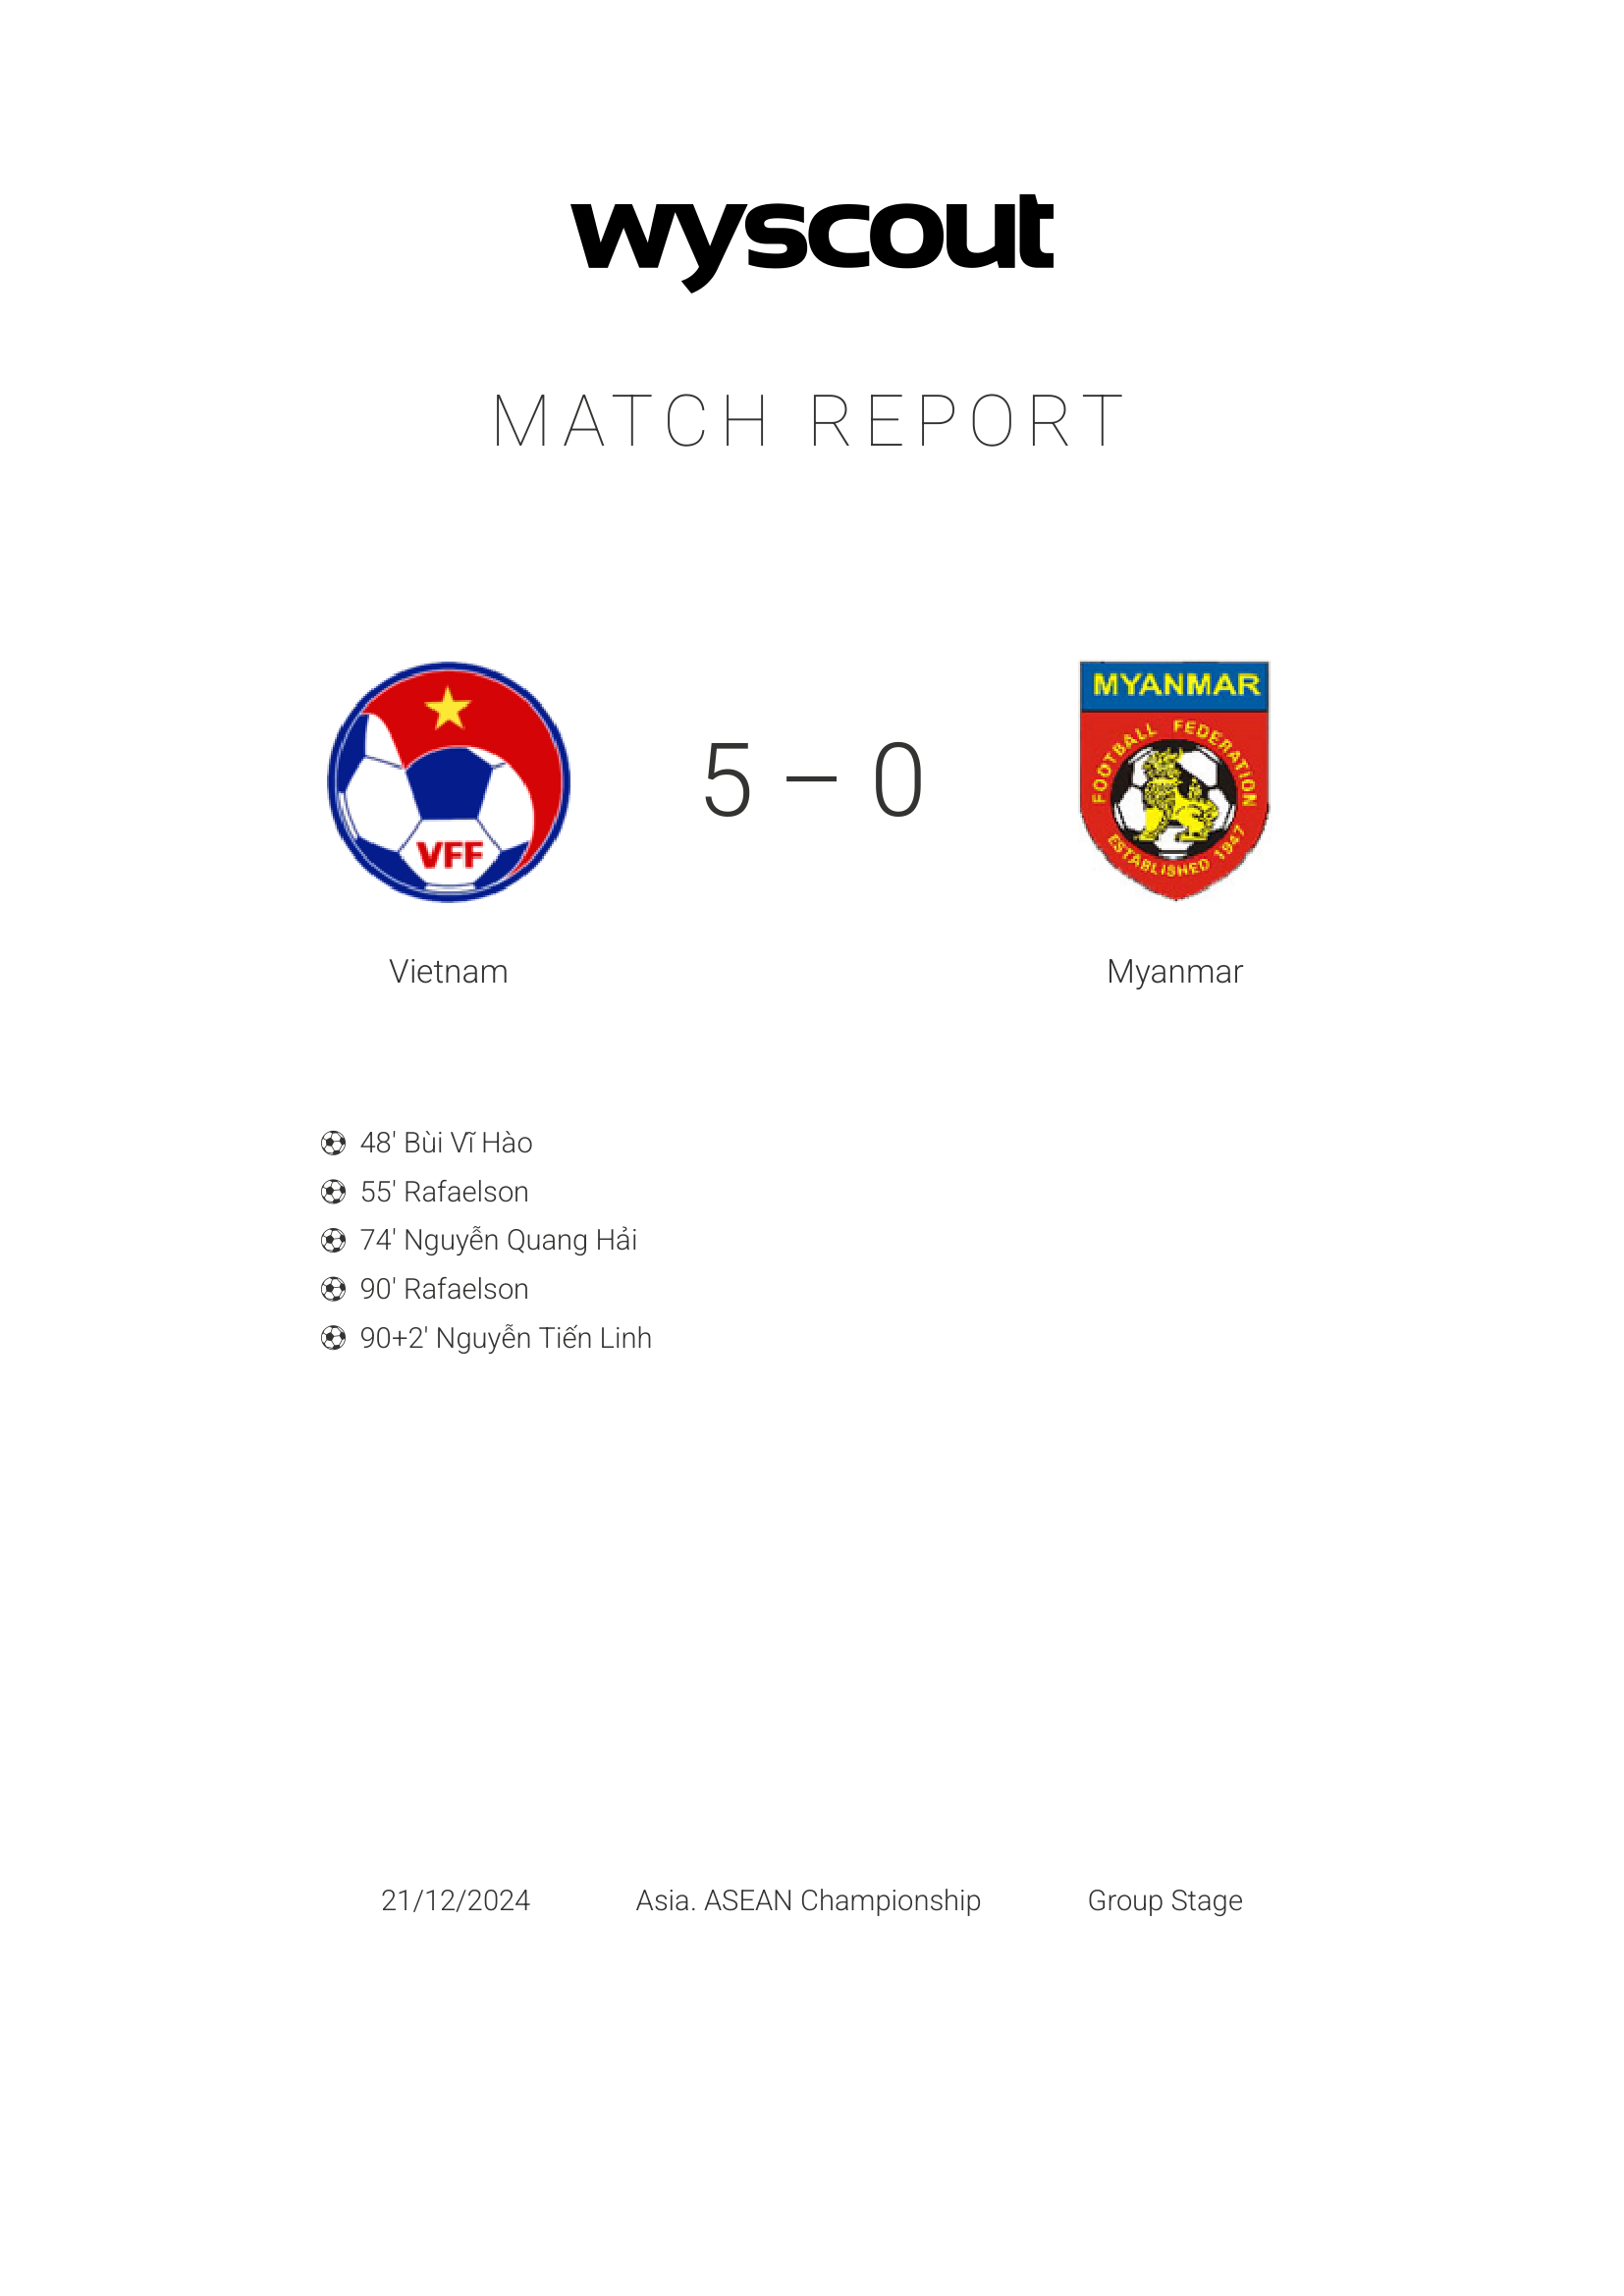 wyscout
MATCH REPORT
MYANMAR
FOOTBALL FEDERATION
ESTABLISHED 1947
VFF
5 – 0
Vietnam
Myanmar
48' Bùi Vĩ Hào
55' Rafaelson
74' Nguyễn Quang Hải
90' Rafaelson
90+2' Nguyễn Tiến Linh
21/12/2024 Asia. ASEAN Championship Group Stage